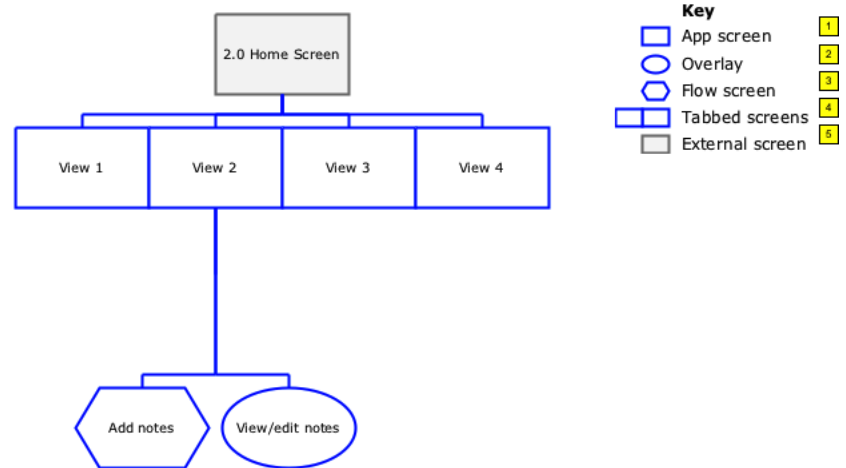 2.0 Home Screen
View 1
View 2
View 3
View 4
Add notes
View/edit notes
Key
App screen 1
Overlay 2
Flow screen 3
Tabbed screens 4
External screen 5